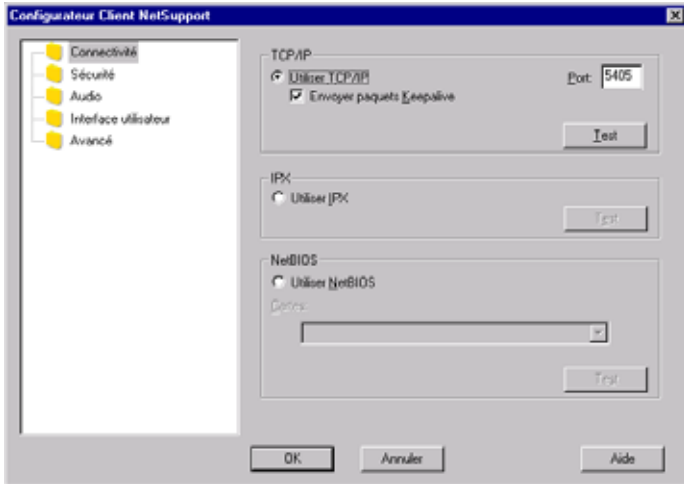 Configurateur Client NetSupport
Connectivité
Sécurité
Audio
Interface utilisateur
Avancé
TCP/IP
Utiliser TCP/IP
Port: 5405
Envoyer paquets Keepalive
Test
IPX
Utiliser IPX
Test
NetBIOS
Utiliser NetBIOS
Cartes:
Test
OK
Annuler
Aide